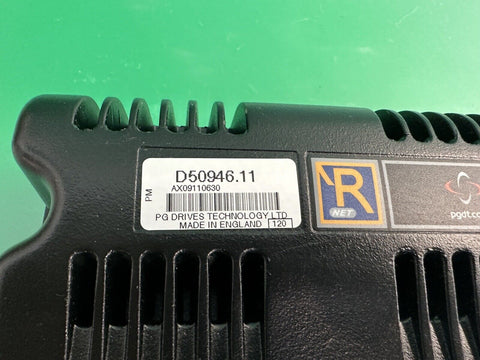 D50946.11
AX09110630
PM
PG DRIVES TECHNOLOGY LTD
MADE IN ENGLAND 120
R
NET
pgdt.co